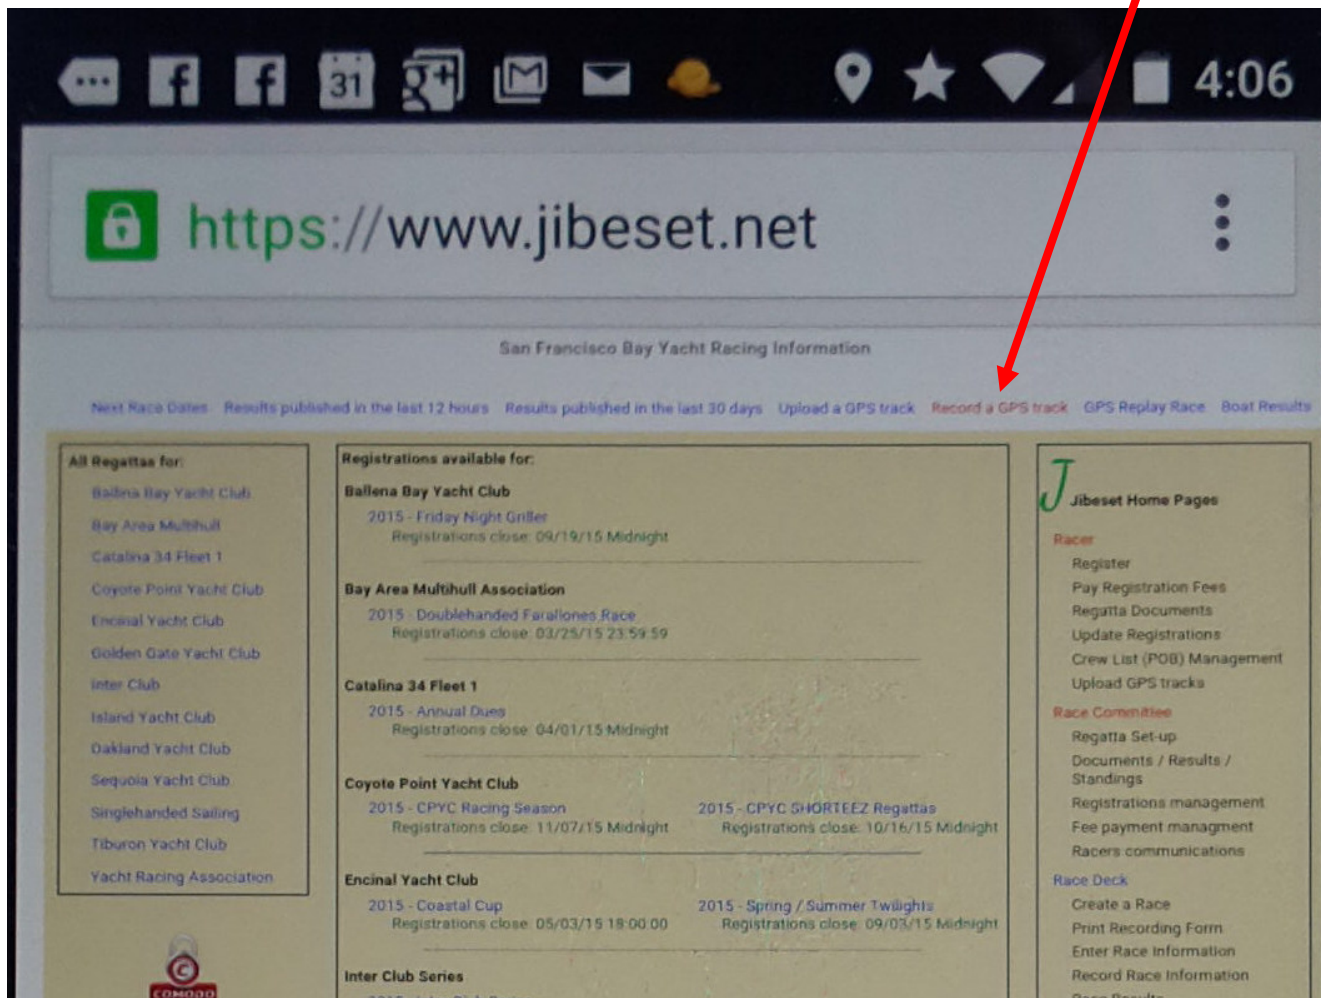 31
g+
4:06
https://www.jibeset.net
San Francisco Bay Yacht Racing Information
Next Race Dates Results published in the last 12 hours Results published in the last 30 days Upload a GPS track Record a GPS track GPS Replay Race Boat Results
All Regattas for:
Ballina Bay Yacht Club
Bay Area Multihull
Catalina 34 Fleet 1
Coyote Point Yacht Club
Encinal Yacht Club
Golden Gate Yacht Club
Inter Club
Island Yacht Club
Oakland Yacht Club
Sequoia Yacht Club
Singlehanded Sailing
Tiburon Yacht Club
Yacht Racing Association
COMODO
Registrations available for:
Ballena Bay Yacht Club
2015 - Friday Night Griller
Registrations close: 09/19/15 Midnight
Bay Area Multihull Association
2015 - Doublehanded Farallones Race
Registrations close: 03/25/15 23:59:59
Catalina 34 Fleet 1
2015 - Annual Dues
Registrations close: 04/01/15 Midnight
Coyote Point Yacht Club
2015 - CPYC Racing Season 2015 - CPYC SHORTEEZ Regattas
Registrations close: 11/07/15 Midnight Registrations close: 10/16/15 Midnight
Encinal Yacht Club
2015 - Coastal Cup 2015 - Spring / Summer Twilights
Registrations close: 05/03/15 18:00:00 Registrations close: 09/03/15 Midnight
Inter Club Series
J Jibeset Home Pages
Racer
Register
Pay Registration Fees
Regatta Documents
Update Registrations
Crew List (POB) Management
Upload GPS tracks
Race Committee
Regatta Set-up
Documents / Results /
Standings
Registrations management
Fee payment managment
Racers communications
Race Deck
Create a Race
Print Recording Form
Enter Race Information
Record Race Information